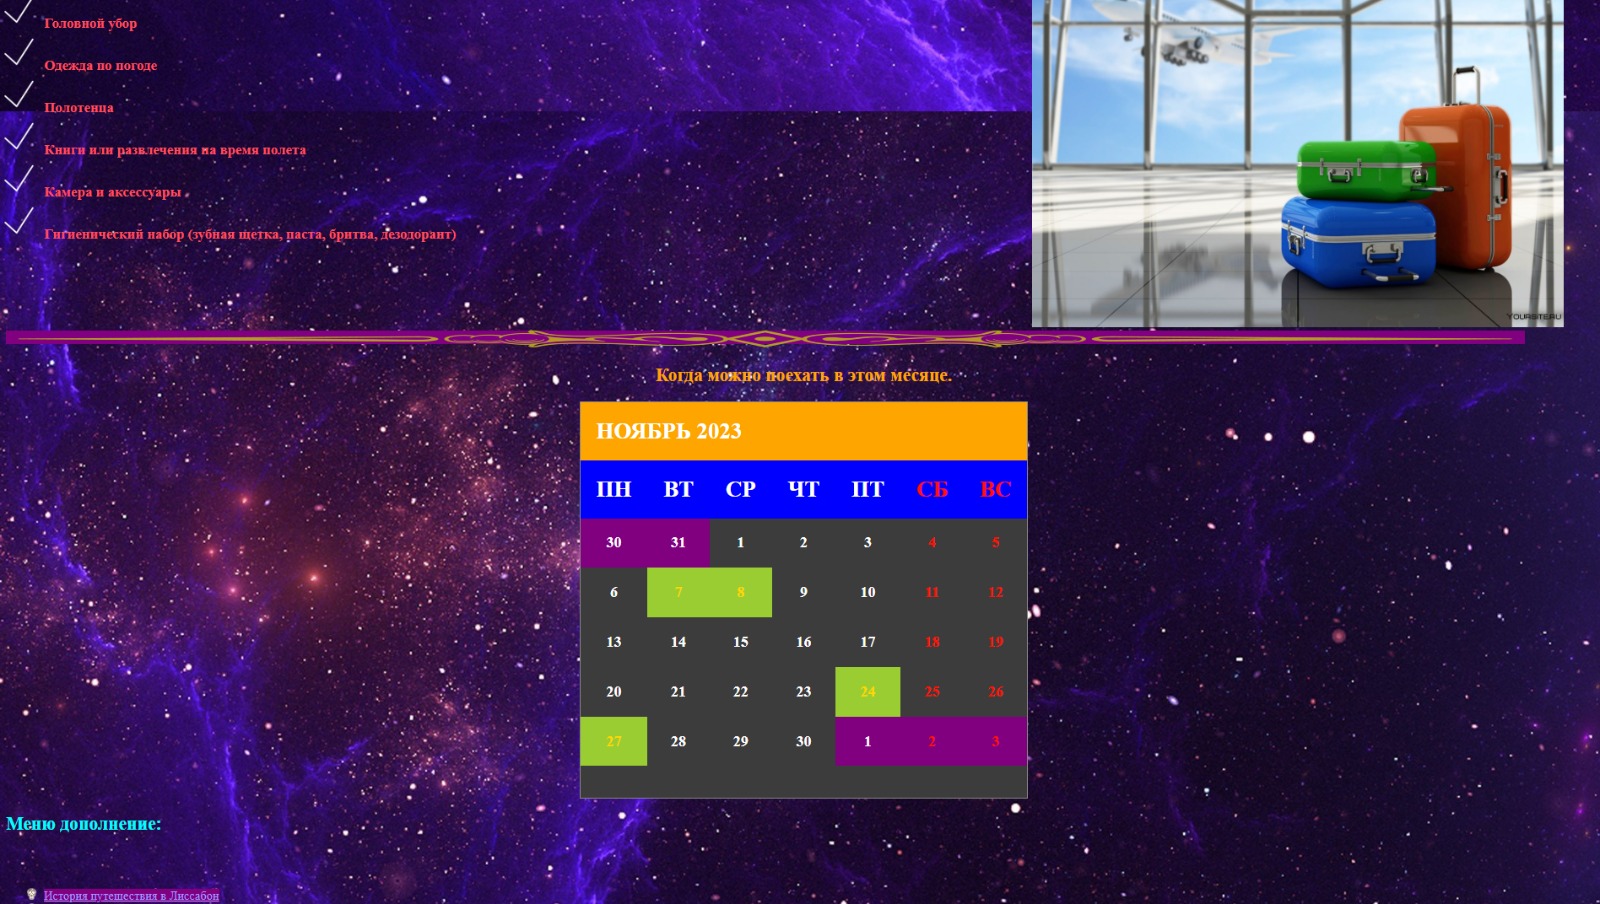 Головной убор
Одежда по погоде
Полотенца
Книги или развлечения на время полета
Камера и аксессуары
Гигиенический набор (зубная щетка, паста, бритва, дезодорант)
YOURSITE.RU
Когда можно поехать в этом месяце.
НОЯБРЬ 2023
ПН ВТ СР ЧТ ПТ СБ ВС
30 31 1 2 3 4 5
6 7 8 9 10 11 12
13 14 15 16 17 18 19
20 21 22 23 24 25 26
27 28 29 30 1 2 3
Меню дополнение:
История путешествия в Лиссабон